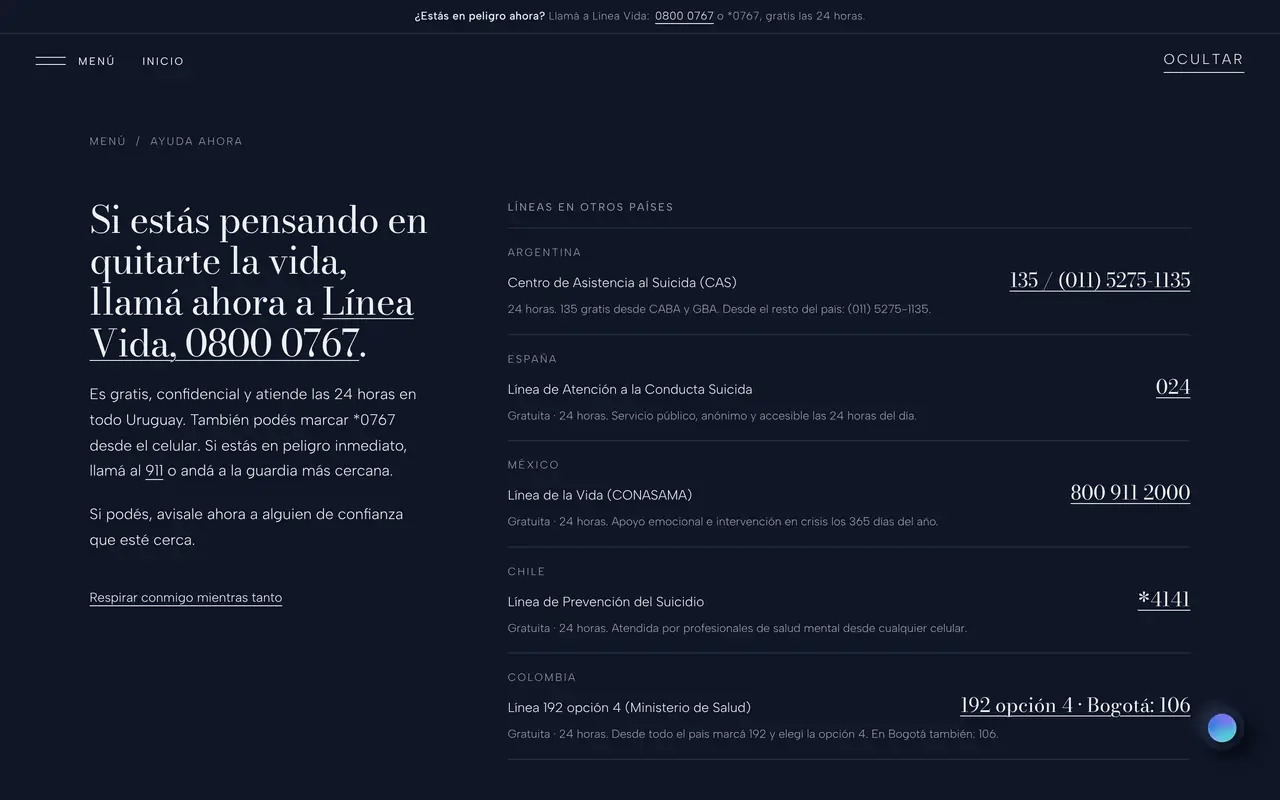 ¿Estás en peligro ahora? Llamá a Línea Vida: 0800 0767 o *0767, gratis las 24 horas.
MENÚ INICIO
OCULTAR
MENÚ / AYUDA AHORA
Si estás pensando en
quitarte la vida,
llamá ahora a Línea
Vida, 0800 0767.
Es gratis, confidencial y atiende las 24 horas en
todo Uruguay. También podés marcar *0767
desde el celular. Si estás en peligro inmediato,
llamá al 911 o andá a la guardia más cercana.
Si podés, avisale ahora a alguien de confianza
que esté cerca.
Respirar conmigo mientras tanto
LÍNEAS EN OTROS PAÍSES
ARGENTINA
Centro de Asistencia al Suicida (CAS)
135 / (011) 5275-1135
24 horas. 135 gratis desde CABA y GBA. Desde el resto del país: (011) 5275-1135.
ESPAÑA
Línea de Atención a la Conducta Suicida
024
Gratuita · 24 horas. Servicio público, anónimo y accesible las 24 horas del día.
MÉXICO
Línea de la Vida (CONASAMA)
800 911 2000
Gratuita · 24 horas. Apoyo emocional e intervención en crisis los 365 días del año.
CHILE
Línea de Prevención del Suicidio
*4141
Gratuita · 24 horas. Atendida por profesionales de salud mental desde cualquier celular.
COLOMBIA
Línea 192 opción 4 (Ministerio de Salud)
192 opción 4 · Bogotá: 106
Gratuita · 24 horas. Desde todo el país marcá 192 y elegí la opción 4. En Bogotá también: 106.